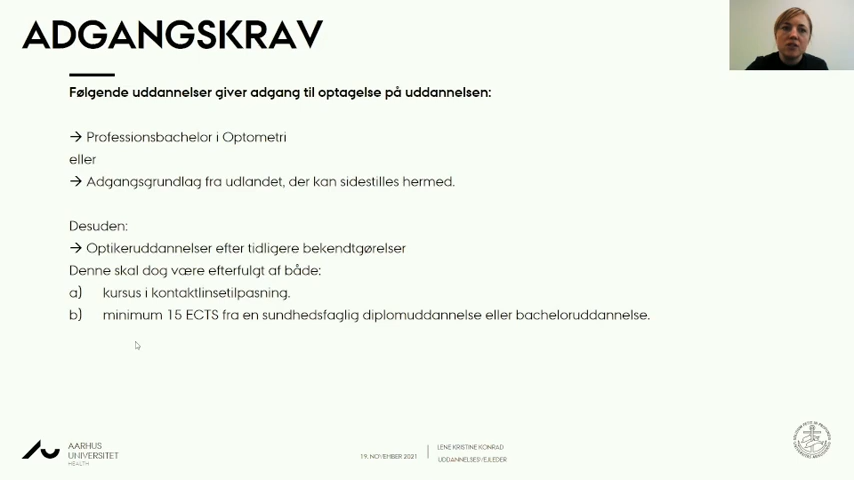 ADGANGSKRAV
Følgende uddannelser giver adgang til optagelse på uddannelsen:
→ Professionsbachelor i Optometri
eller
→ Adgangsgrundlag fra udlandet, der kan sidestilles hermed.
Desuden:
→ Optikeruddannelser efter tidligere bekendtgørelser
Denne skal dog være efterfulgt af både:
a) kursus i kontaktlinsetilpasning.
b) minimum 15 ECTS fra en sundhedsfaglig diplomuddannelse eller bacheloruddannelse.
AARHUS
UNIVERSITET
HEALTH
19. NOVEMBER 2021
LENE KRISTINE KONRAD
UDDANNELSESVEJLEDER